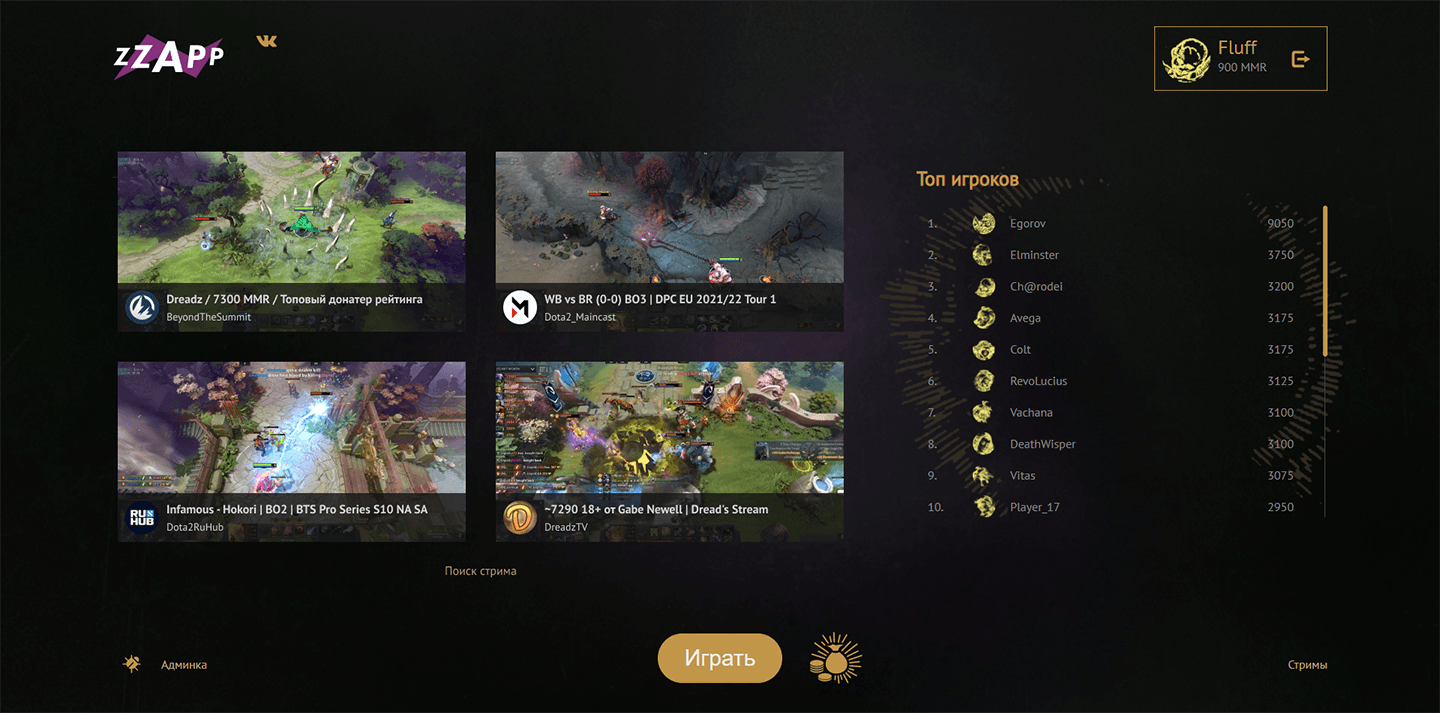 ZZAPP
Fluff
900 MMR
Dreadz / 7300 MMR / Топовый донатер рейтинга
BeyondTheSummit
WB vs BR (0-0) BO3 | DPC EU 2021/22 Tour 1
Dota2_Maincast
RU HUB
Infamous - Hokori | BO2 | BTS Pro Series S10 NA SA
Dota2RuHub
~7290 18+ от Gabe Newell | Dread's Stream
DreadzTV
Поиск стрима
Топ игроков
1. Egorov 9050
2. Elminster 3750
3. Ch@rodei 3200
4. Avega 3175
5. Colt 3175
6. RevoLucius 3125
7. Vachana 3100
8. DeathWisper 3100
9. Vitas 3075
10. Player_17 2950
Админка
Играть
Стримы